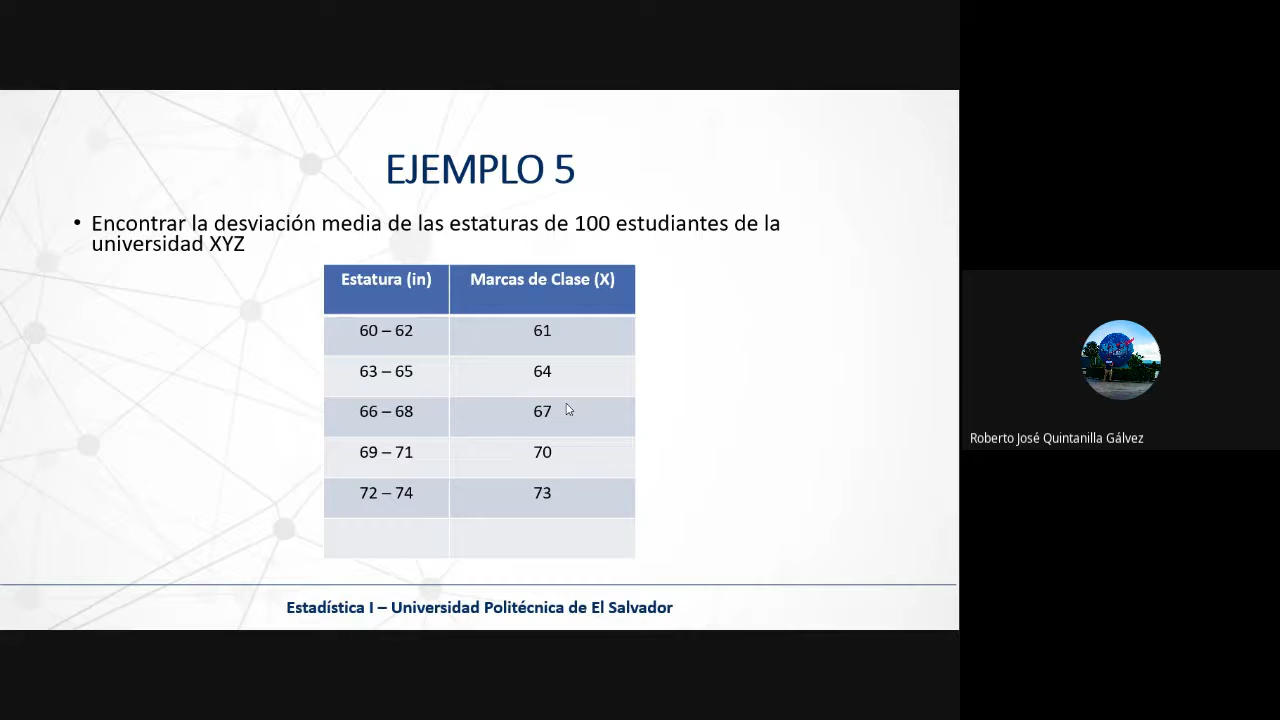 EJEMPLO 5
• Encontrar la desviación media de las estaturas de 100 estudiantes de la
universidad XYZ
Estatura (in) Marcas de Clase (X)
60 – 62 61
63 – 65 64
66 – 68 67
69 – 71 70
72 – 74 73
Estadística I – Universidad Politécnica de El Salvador
Roberto José Quintanilla Gálvez